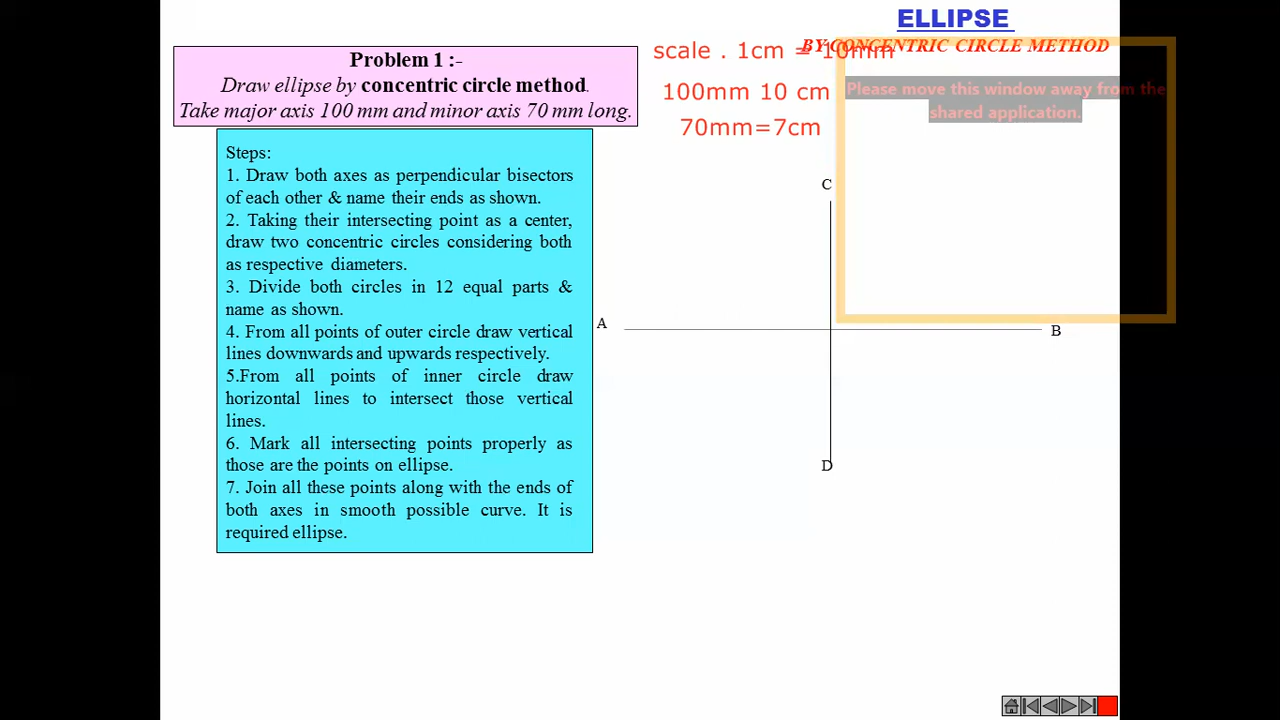 ELLIPSE
BY CONCENTRIC CIRCLE METHOD
Problem 1 :-
Draw ellipse by concentric circle method.
Take major axis 100 mm and minor axis 70 mm long.
scale . 1cm = 10mm
100mm 10 cm
70mm=7cm
Please move this window away from the
shared application.
Steps:
1. Draw both axes as perpendicular bisectors
of each other & name their ends as shown.
2. Taking their intersecting point as a center,
draw two concentric circles considering both
as respective diameters.
3. Divide both circles in 12 equal parts &
name as shown.
4. From all points of outer circle draw vertical
lines downwards and upwards respectively.
5.From all points of inner circle draw
horizontal lines to intersect those vertical
lines.
6. Mark all intersecting points properly as
those are the points on ellipse.
7. Join all these points along with the ends of
both axes in smooth possible curve. It is
required ellipse.
C
A
B
D